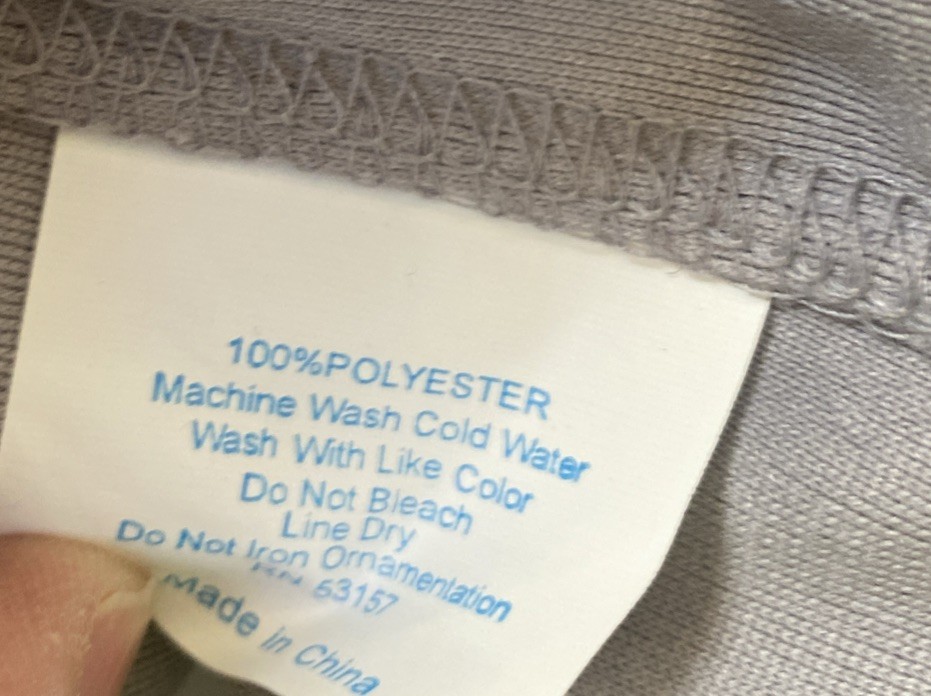 100%POLYESTER
Machine Wash Cold Water
Wash With Like Color
Do Not Bleach
Line Dry
Do Not Iron Ornamentation
63157
Made in China